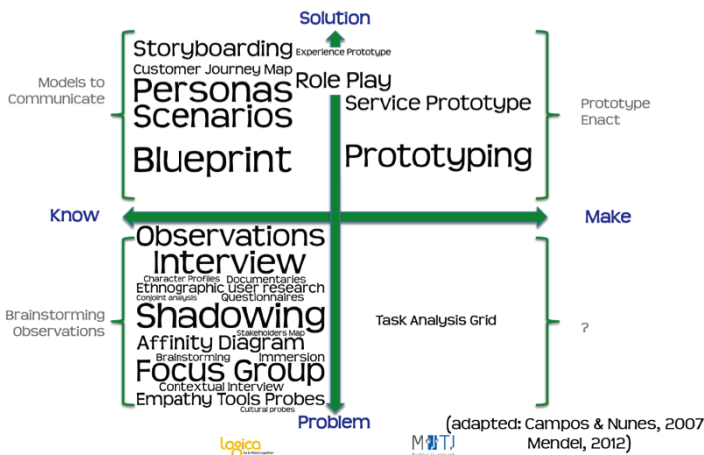 Solution
Storyboarding
Experience Prototype
Customer Journey Map
Role Play
Personas
Service Prototype
Scenarios
Blueprint
Prototyping
Models to
Communicate
Prototype
Enact
Know
Make
Observations
Interview
Character Profiles Documentaries
Ethnographic user research
Conjoint analysis Questionnaires
Shadowing
Stakeholders Map
Affinity Diagram
Brainstorming Immersion
Focus Group
Contextual Interview
Empathy Tools Probes
Cultural probes
Task Analysis Grid
Brainstorming
Observations
?
Problem
(adapted: Campos & Nunes, 2007
Mendel, 2012)
Logica